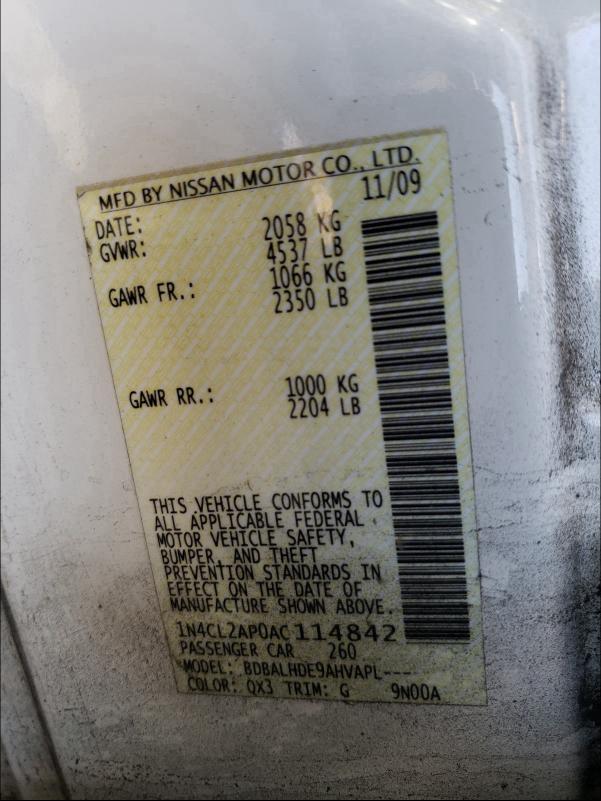 MFD BY NISSAN MOTOR CO., LTD.
DATE: 11/09
GVWR: 2058 KG
4537 LB
GAWR FR.: 1066 KG
2350 LB
GAWR RR.: 1000 KG
2204 LB
THIS VEHICLE CONFORMS TO
ALL APPLICABLE FEDERAL
MOTOR VEHICLE SAFETY,
BUMPER, AND THEFT
PREVENTION STANDARDS IN
EFFECT ON THE DATE OF
MANUFACTURE SHOWN ABOVE.
1N4CL2AP0AC114842
PASSENGER CAR 260
MODEL: BDBALHDE9AHVAPL----
COLOR: QX3 TRIM: G 9N00A